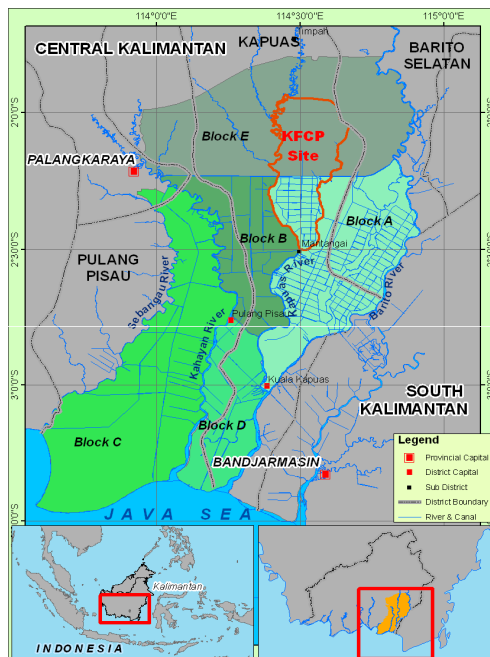 114°0'0"E
114°30'0"E
115°0'0"E
CENTRAL KALIMANTAN
KAPUAS
Timpah
BARITO
SELATAN
2°0'0"S
Block E
KFCP
Site
PALANGKARAYA
Block A
Block B
Mantangai
PULANG
PISAU
sebangau River
Kahayan River
Pulang Pisau
Barito River
Kuala Kapuas
3°0'0"S
SOUTH
KALIMANTAN
Block C
Block D
BANDJARMASIN
JAVA SEA
Legend
Provincial Capital
District Capital
Sub District
District Boundary
River & Canal
Kalimantan
INDONESIA